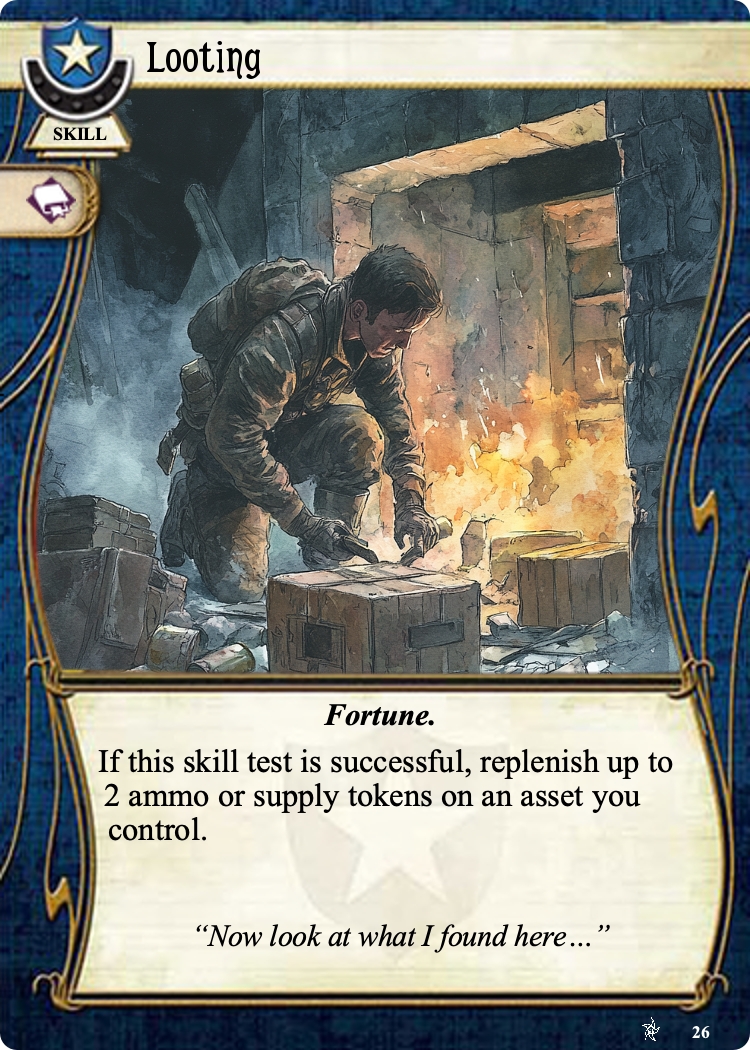 Looting
SKILL
Fortune.
If this skill test is successful, replenish up to
2 ammo or supply tokens on an asset you
control.
“Now look at what I found here…”
26